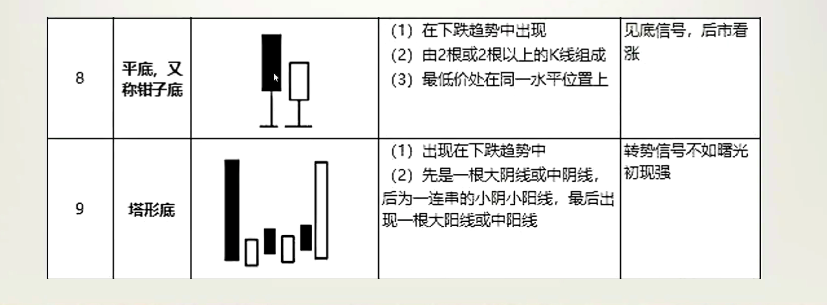 8
平底，又
称钳子底
（1）在下跌趋势中出现
（2）由2根或2根以上的K线组成
（3）最低价处在同一水平位置上
见底信号，后市看
涨
9
塔形底
（1）出现在下跌趋势中
（2）先是一根大阴线或中阴线，
后为一连串的小阴小阳线，最后出
现一根大阳线或中阳线
转势信号不如曙光
初现强